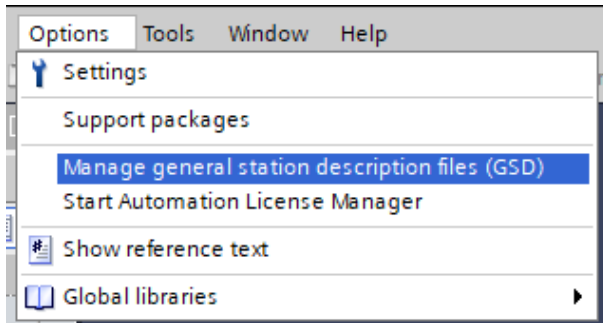 Options Tools Window Help
Settings
Support packages
Manage general station description files (GSD)
Start Automation License Manager
Show reference text
Global libraries